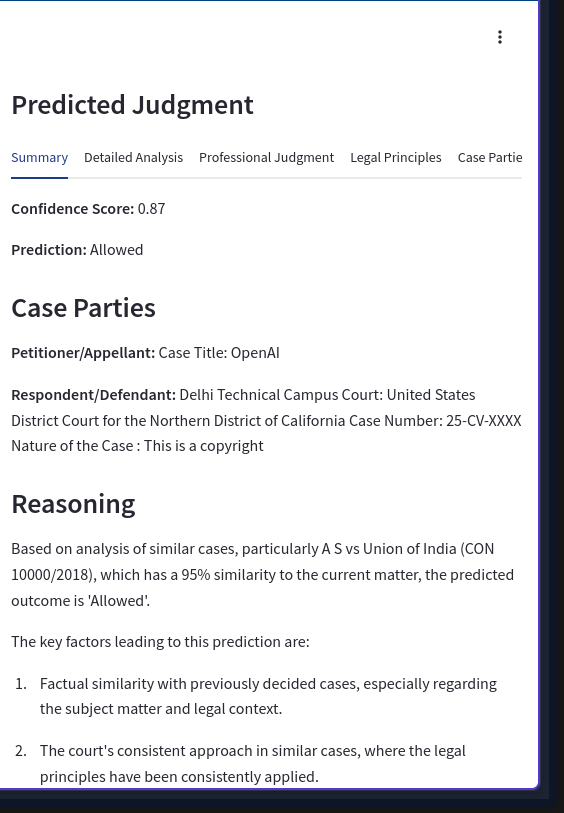 Predicted Judgment
Summary Detailed Analysis Professional Judgment Legal Principles Case Partie
Confidence Score: 0.87
Prediction: Allowed
Case Parties
Petitioner/Appellant: Case Title: OpenAI
Respondent/Defendant: Delhi Technical Campus Court: United States
District Court for the Northern District of California Case Number: 25-CV-XXXX
Nature of the Case : This is a copyright
Reasoning
Based on analysis of similar cases, particularly A S vs Union of India (CON
10000/2018), which has a 95% similarity to the current matter, the predicted
outcome is 'Allowed'.
The key factors leading to this prediction are:
1. Factual similarity with previously decided cases, especially regarding
the subject matter and legal context.
2. The court's consistent approach in similar cases, where the legal
principles have been consistently applied.